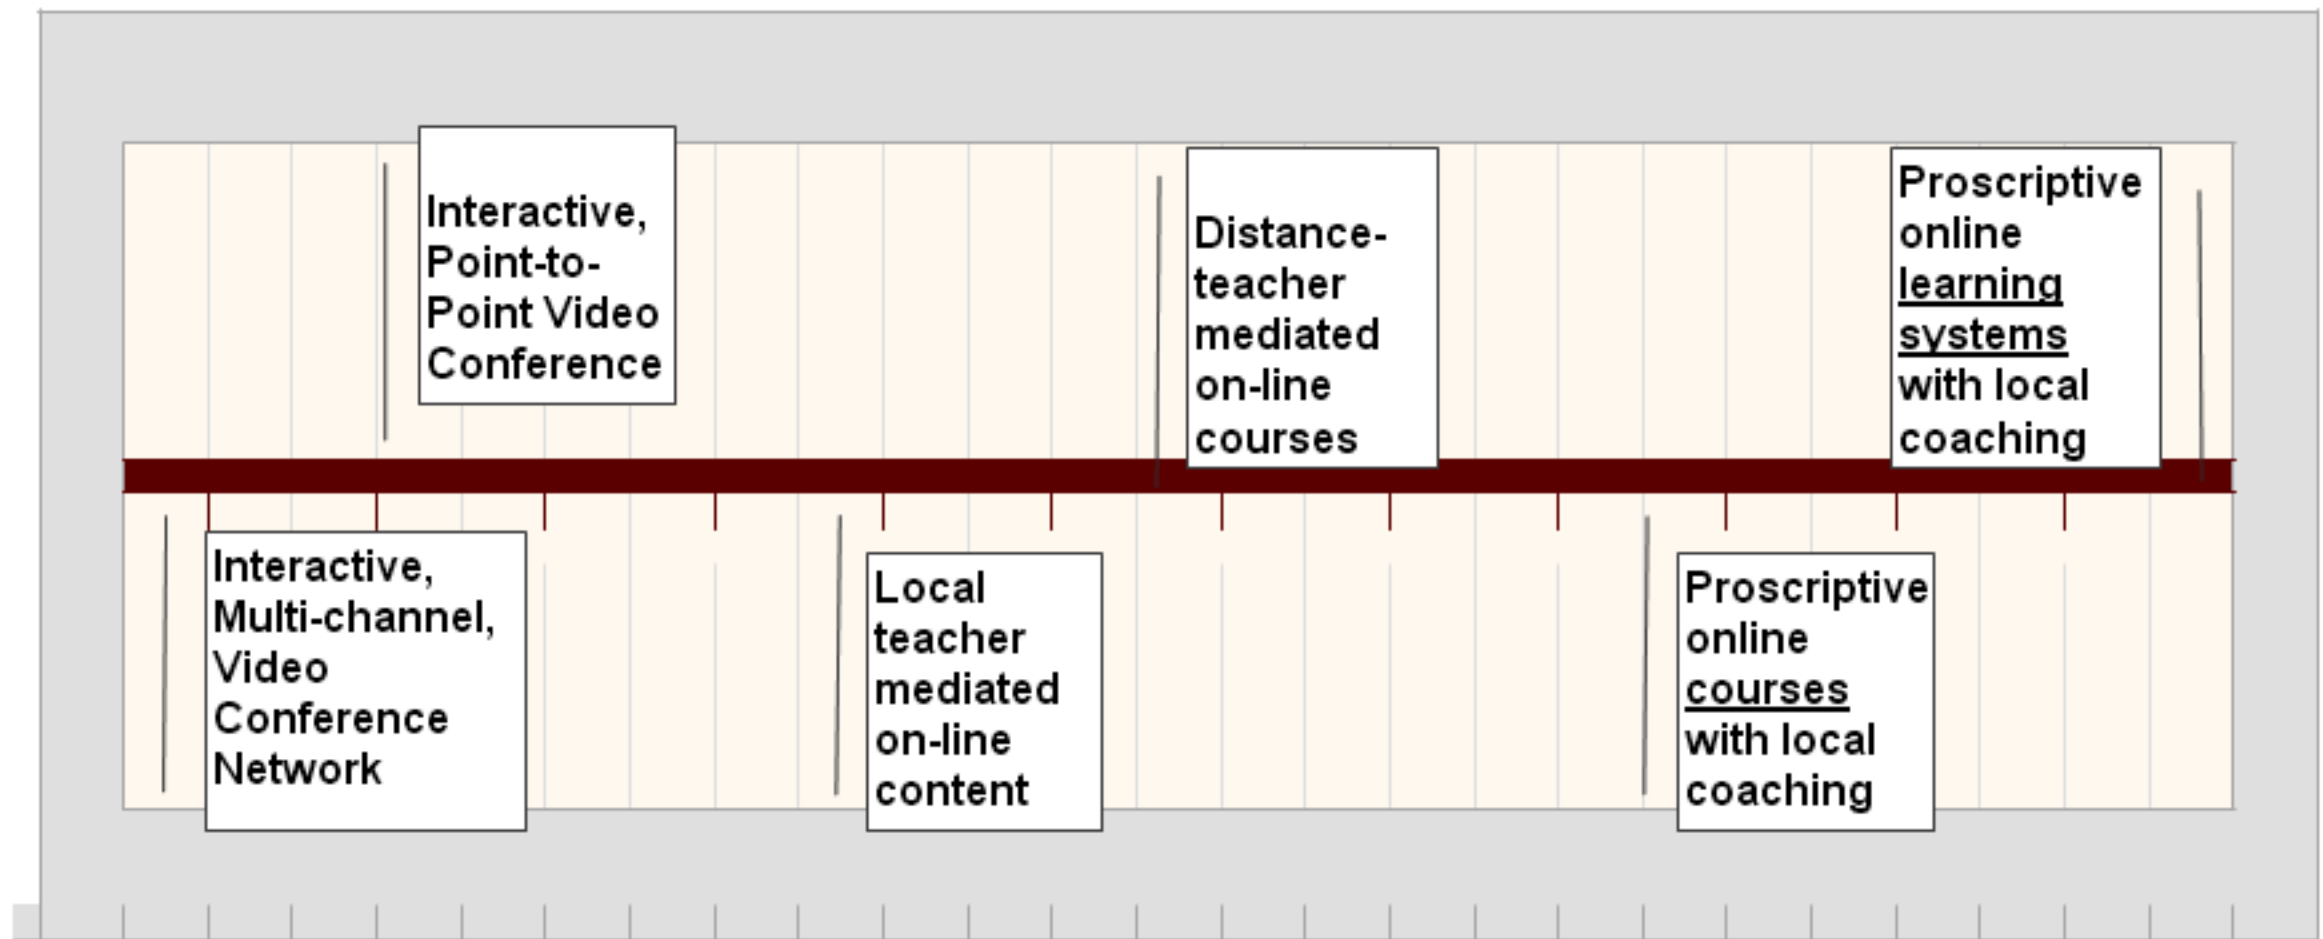 Interactive,
Point-to-
Point Video
Conference
Distance-
teacher
mediated
on-line
courses
Proscriptive
online
learning
systems
with local
coaching
Interactive,
Multi-channel,
Video
Conference
Network
Local
teacher
mediated
on-line
content
Proscriptive
online
courses
with local
coaching